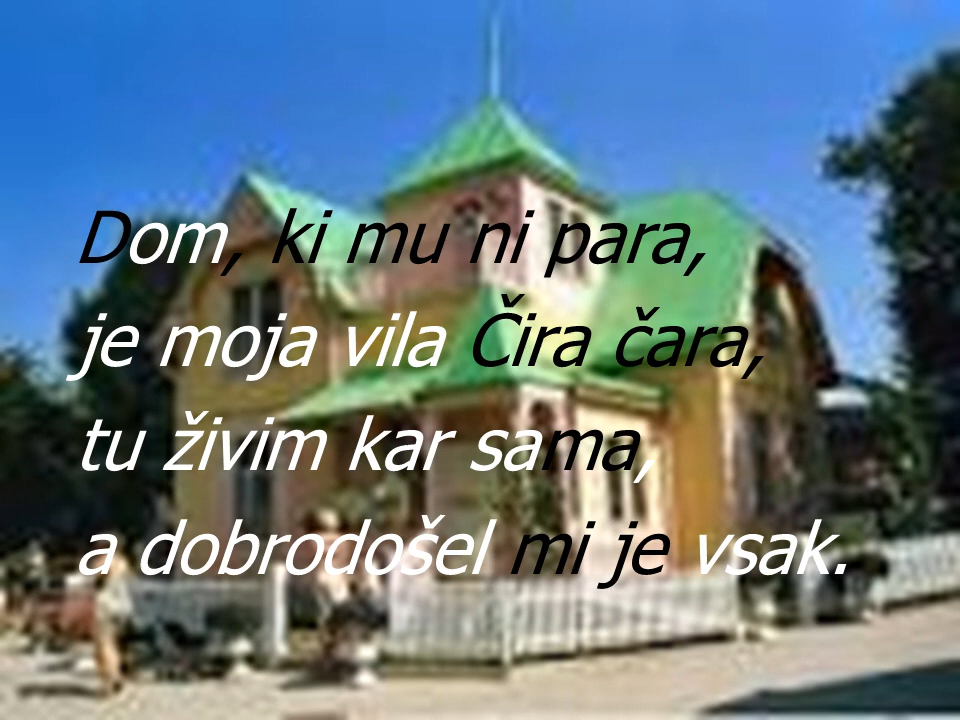 Dom, ki mu ni para,
je moja vila Čira čara,
tu živim kar sama,
a dobrodošel mi je vsak.